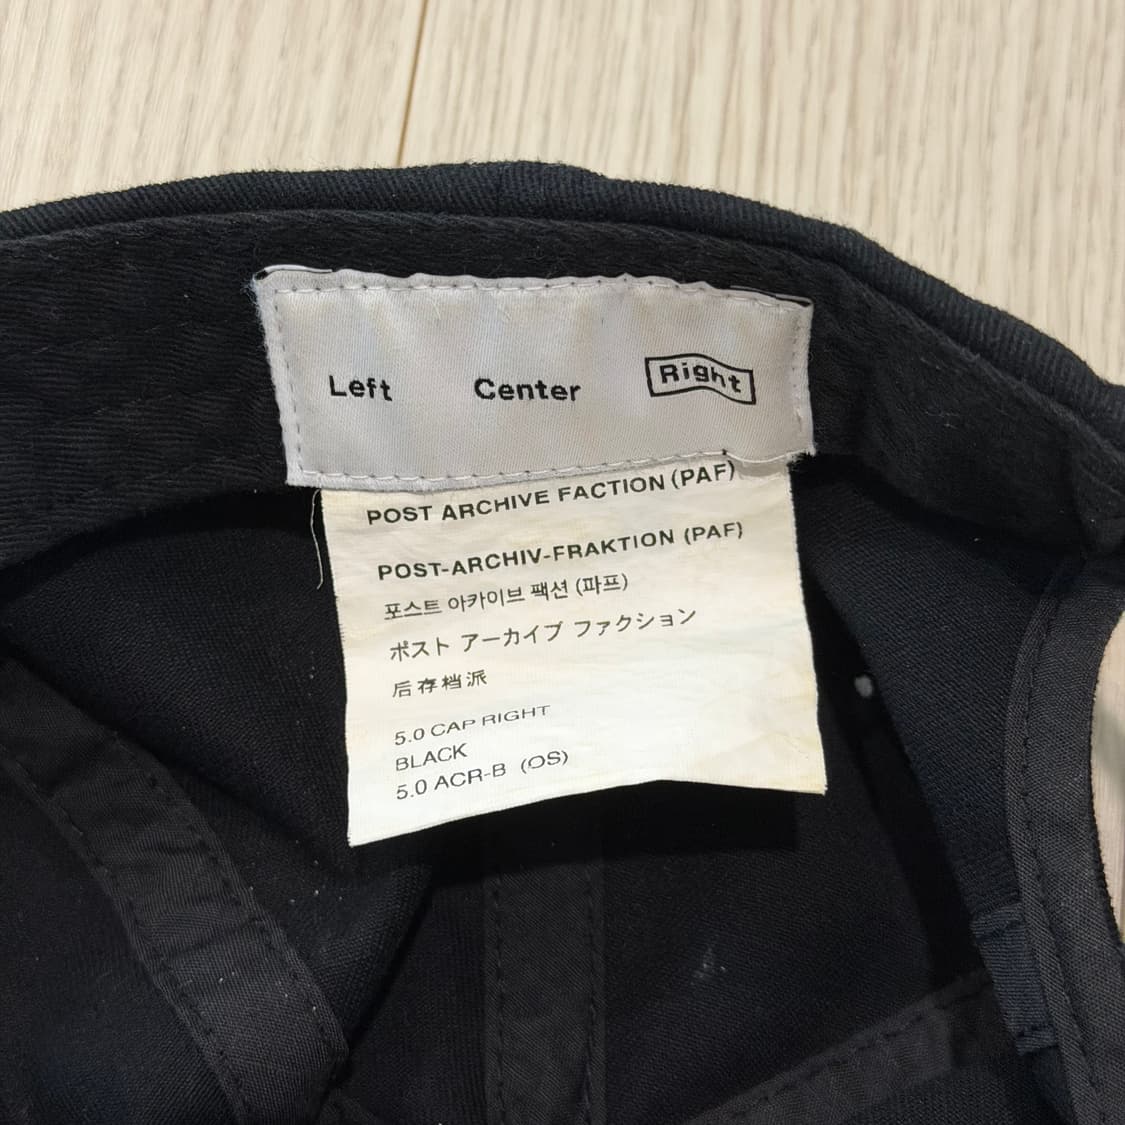 Left Center Right
POST ARCHIVE FACTION (PAF)
POST-ARCHIV-FRAKTION (PAF)
포스트 아카이브 팩션 (파프)
ポスト アーカイブ ファクション
后存档派
5.0 CAP RIGHT
BLACK
5.0 ACR-B (OS)